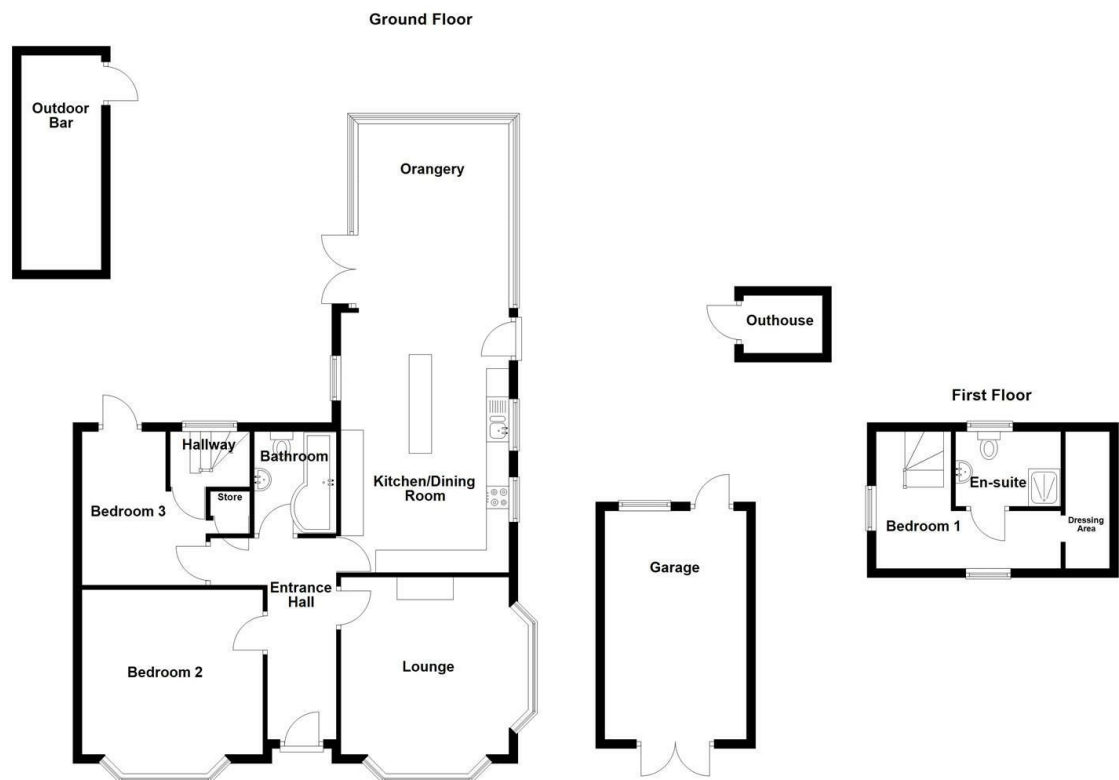 Ground Floor
Outdoor
Bar
Orangery
Outhouse
First Floor
Hallway
Bathroom
Kitchen/Dining
Room
Store
Bedroom 3
En-suite
Bedroom 1
Dressing
Area
Garage
Entrance
Hall
Bedroom 2
Lounge